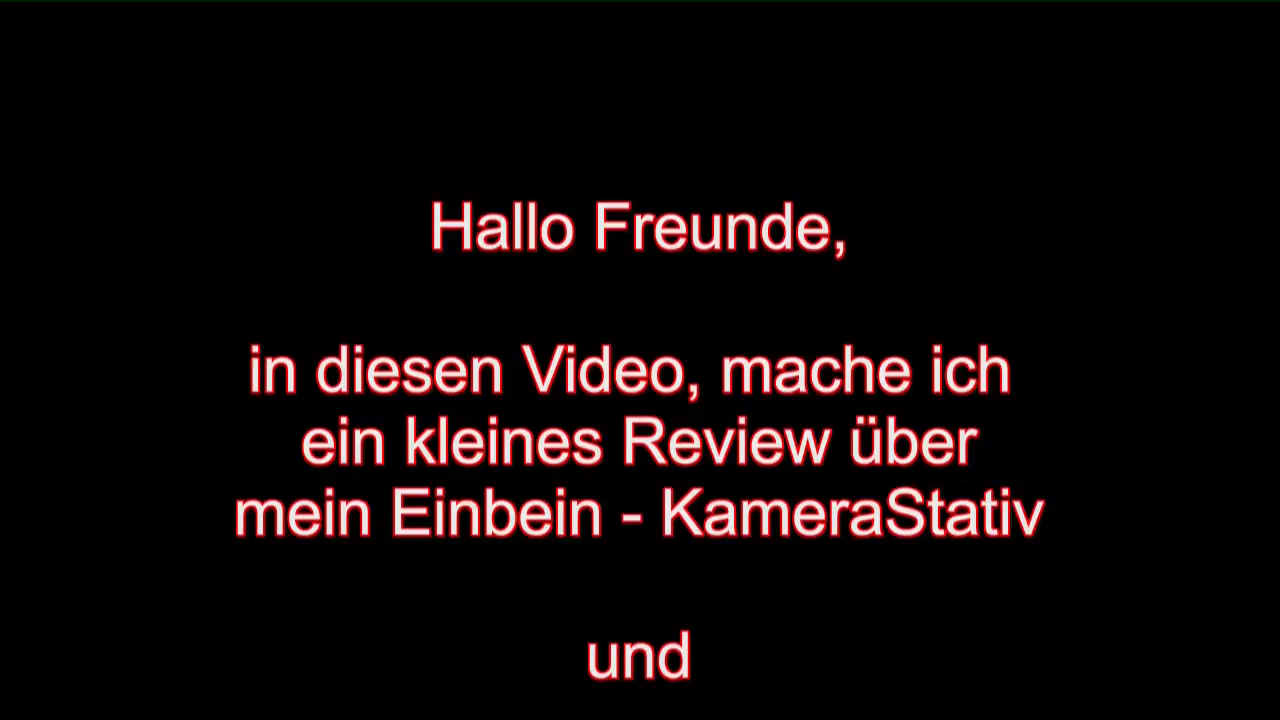 Hallo Freunde,
in diesen Video, mache ich
ein kleines Review über
mein Einbein - KameraStativ
und